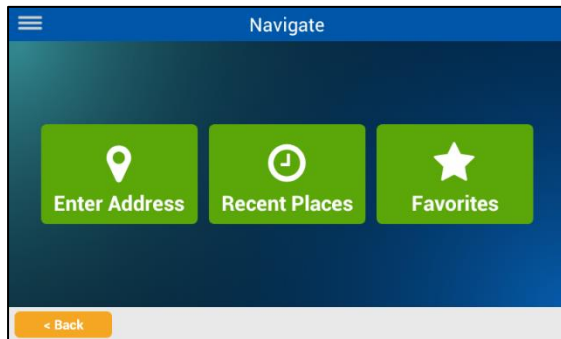 Navigate
Enter Address
Recent Places
Favorites
< Back